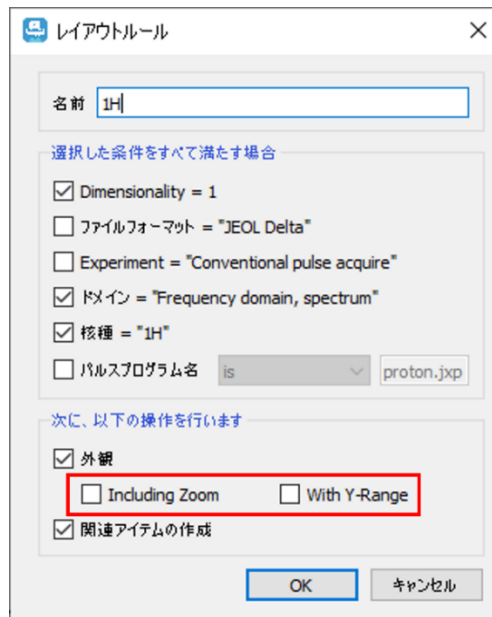 レイアウトルール
名前 1H
選択した条件をすべて満たす場合
Dimensionality = 1
ファイルフォーマット = "JEOL Delta"
Experiment = "Conventional pulse acquire"
ドメイン = "Frequency domain, spectrum"
核種 = "1H"
パルスプログラム名 is proton.jxp
次に、以下の操作を行います
外観
Including Zoom With Y-Range
関連アイテムの作成
OK キャンセル